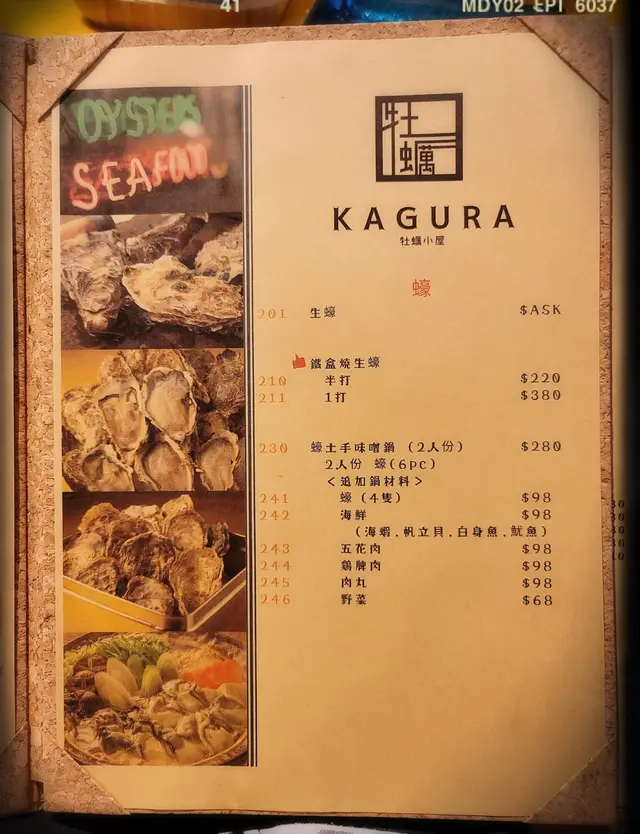 41
MDY02 EPI 6037
OYSTERS
SEAFOOD
牡蠣
KAGURA
牡蠣小屋
蠔
201 生蠔 $ASK
鐵盒燒生蠔
210 半打 $220
211 1打 $380
230 蠔土手味噌鍋 (2人份) $280
2人份 蠔(6pc)
<追加鍋材料>
241 蠔 (4隻) $98
242 海鮮 $98
(海蝦.帆立貝.白身魚.魷魚)
243 五花肉 $98
244 鶏髀肉 $98
245 肉丸 $98
246 野菜 $68